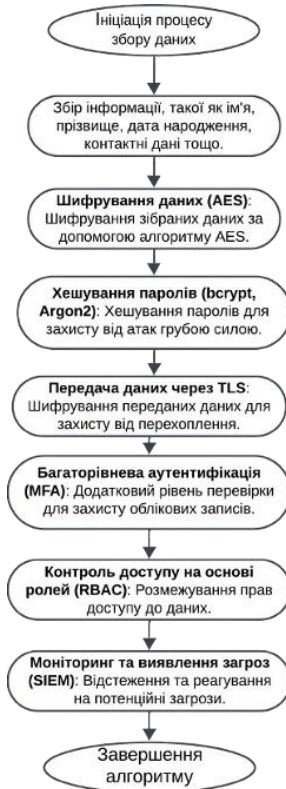 Ініціація процесу
збору даних
Збір інформації, такої як ім'я,
прізвище, дата народження,
контактні дані тощо.
Шифрування даних (AES):
Шифрування зібраних даних за
допомогою алгоритму AES.
Хешування паролів (bcrypt,
Argon2): Хешування паролів для
захисту від атак грубою силою.
Передача даних через TLS:
Шифрування переданих даних для
захисту від перехоплення.
Багаторівнева аутентифікація
(MFA): Додатковий рівень перевірки
для захисту облікових записів.
Контроль доступу на основі
ролей (RBAC): Розмежування прав
доступу до даних.
Моніторинг та виявлення загроз
(SIEM): Відстеження та реагування
на потенційні загрози.
Завершення
алгоритму